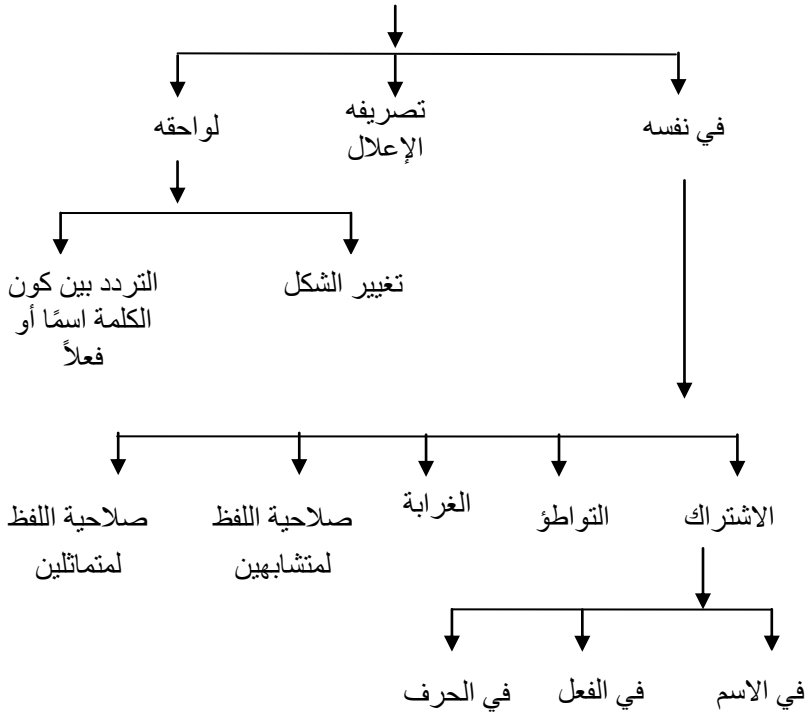 في نفسه
تصريفه
الإعلال
لواحقه
تغيير الشكل
التردد بين كون
الكلمة اسمًا أو
فعلاً
الاشتراك
التواطؤ
الغرابة
صلاحية اللفظ
لمتشابهين
صلاحية اللفظ
لمتماثلين
في الاسم
في الفعل
في الحرف